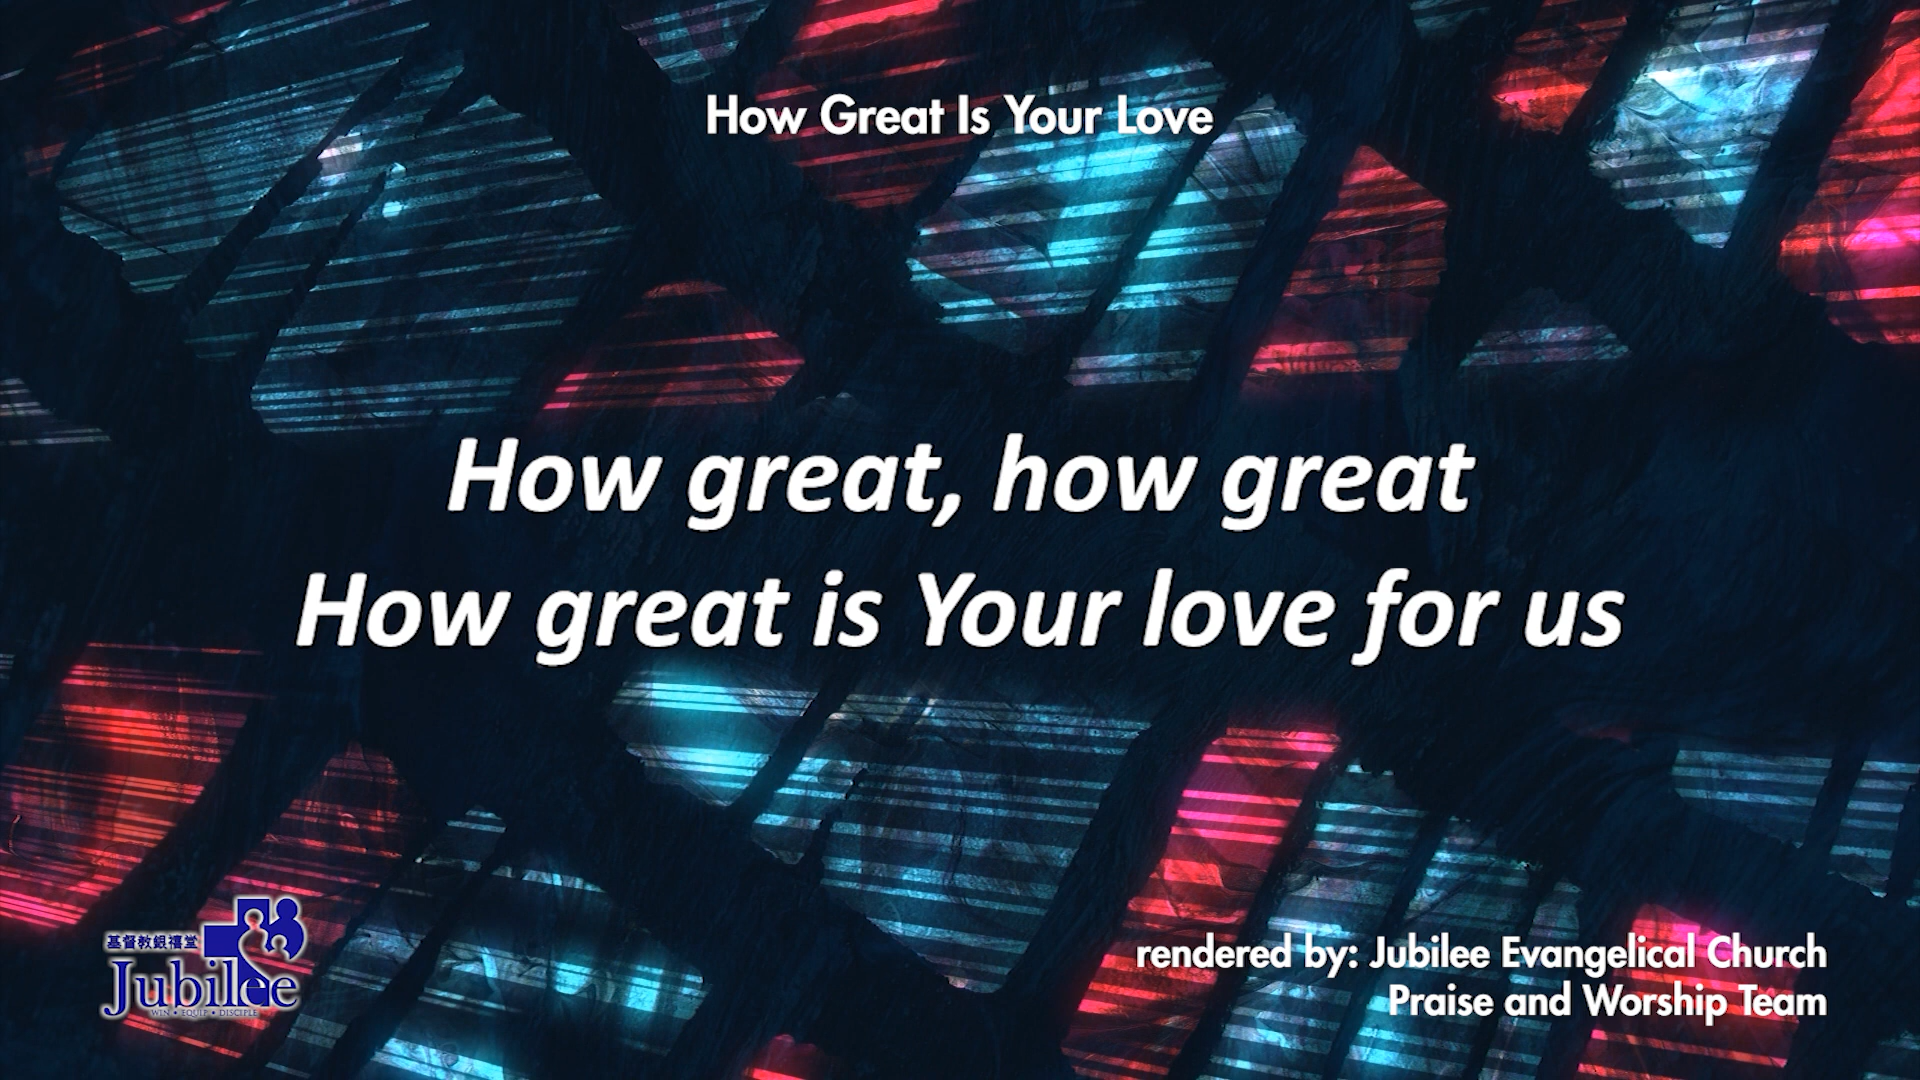 How Great Is Your Love
How great, how great
How great is Your love for us
基督教銀禧堂
Jubilee
WIN • EQUIP • DISCIPLE
rendered by: Jubilee Evangelical Church
Praise and Worship Team